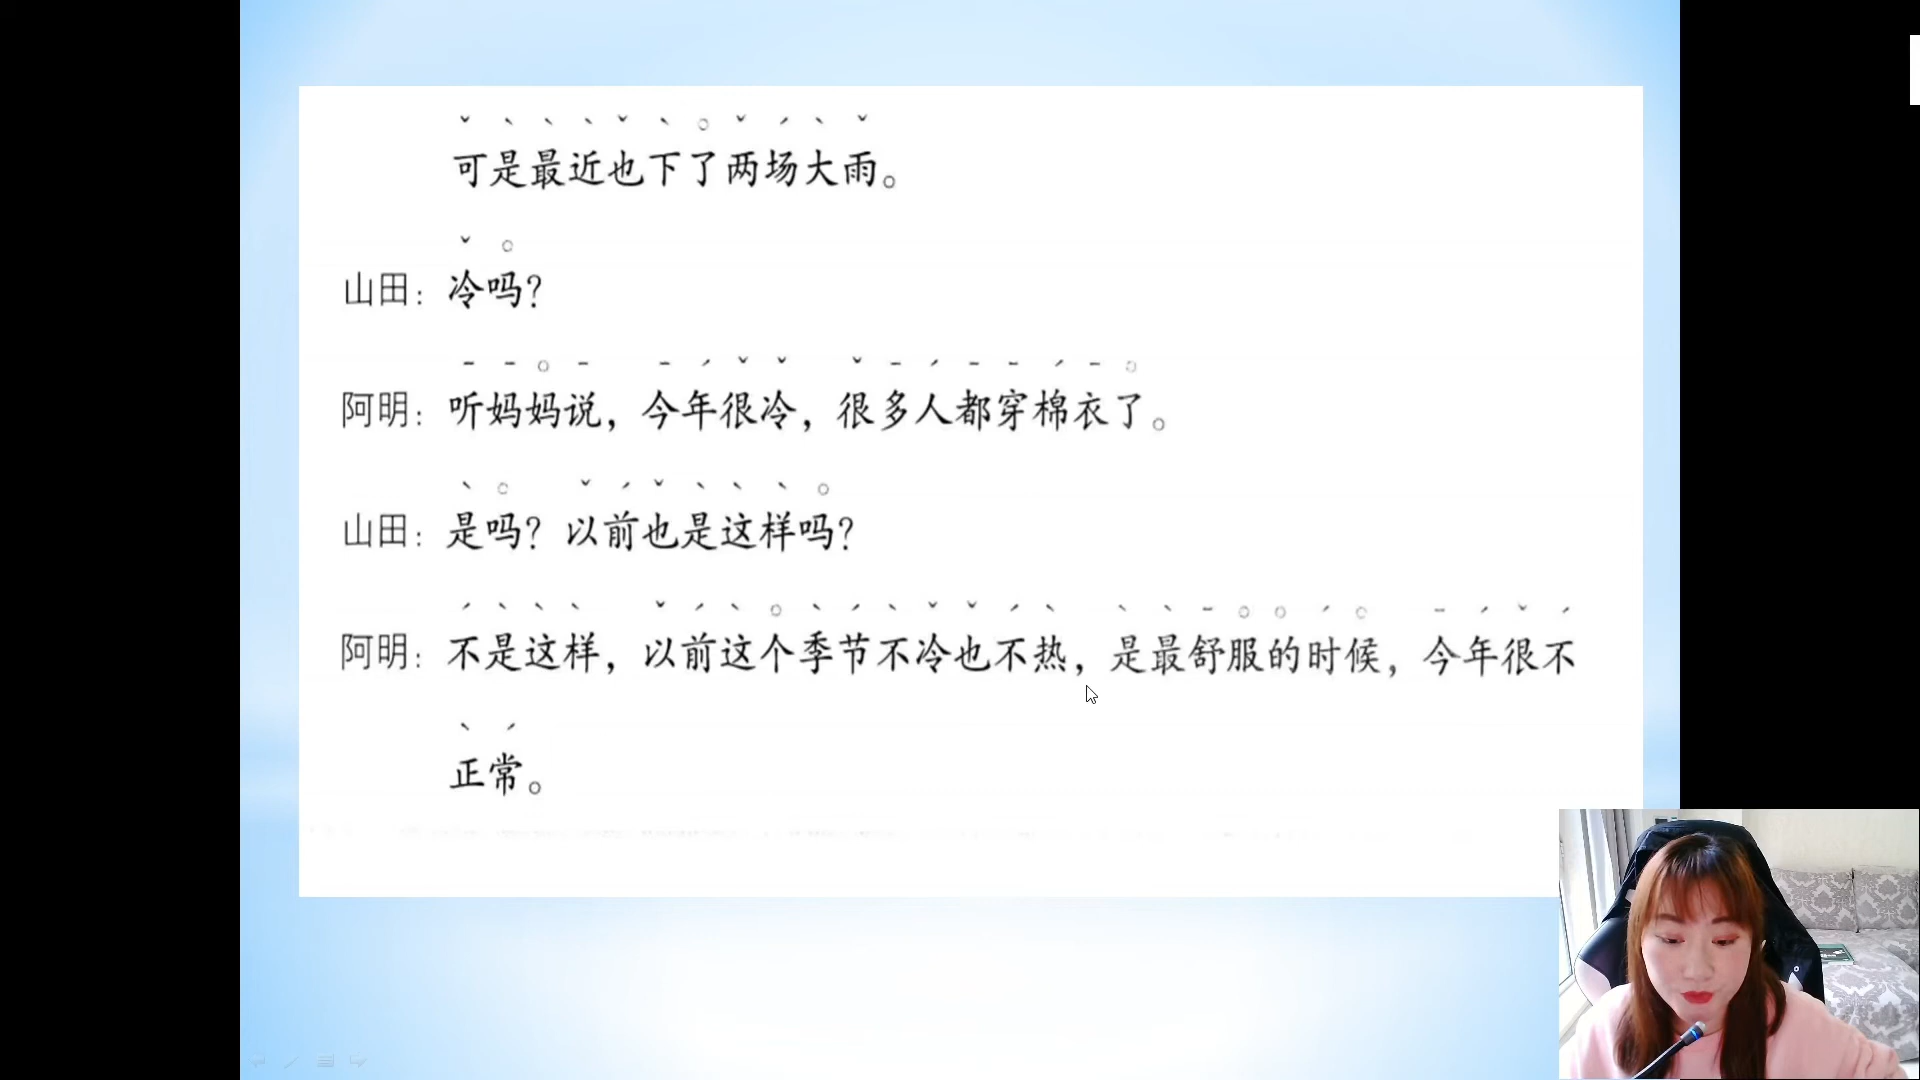 可是最近也下了两场大雨。
山田：冷吗？
阿明：听妈妈说，今年很冷，很多人都穿棉衣了。
山田：是吗？以前也是这样吗？
阿明：不是这样，以前这个季节不冷也不热，是最舒服的时候，今年很不
正常。